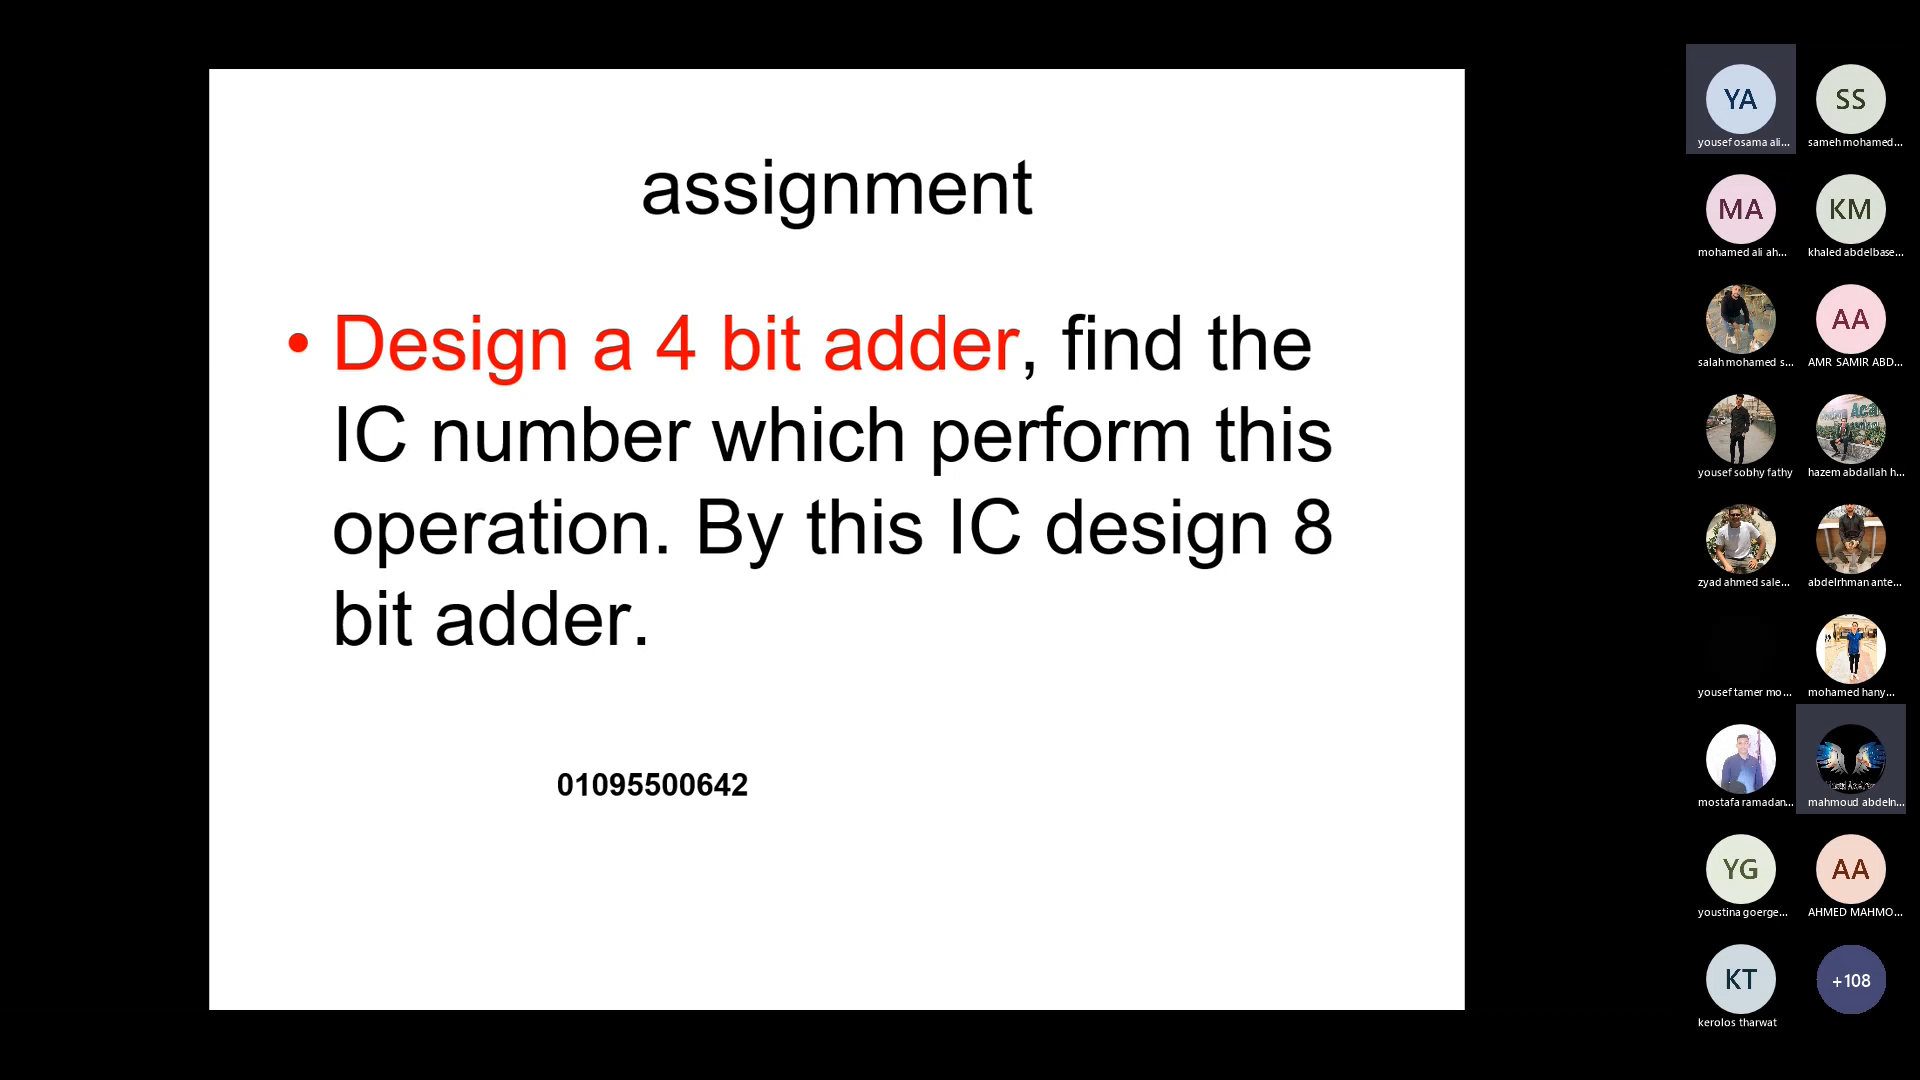 assignment
• Design a 4 bit adder, find the
IC number which perform this
operation. By this IC design 8
bit adder.
01095500642
YA
SS
yousef osama ali...
sameh mohamed...
MA
KM
mohamed ali ah...
khaled abdelbase...
AA
salah mohamed s...
AMR SAMIR ABD...
yousef sobhy fathy
hazem abdallah h...
zyad ahmed sale...
abdelrhman ante...
yousef tamer mo...
mohamed hany...
mostafa ramadan...
mahmoud abdeln...
YG
AA
youstina goerge...
AHMED MAHMO...
KT
+108
kerolos tharwat